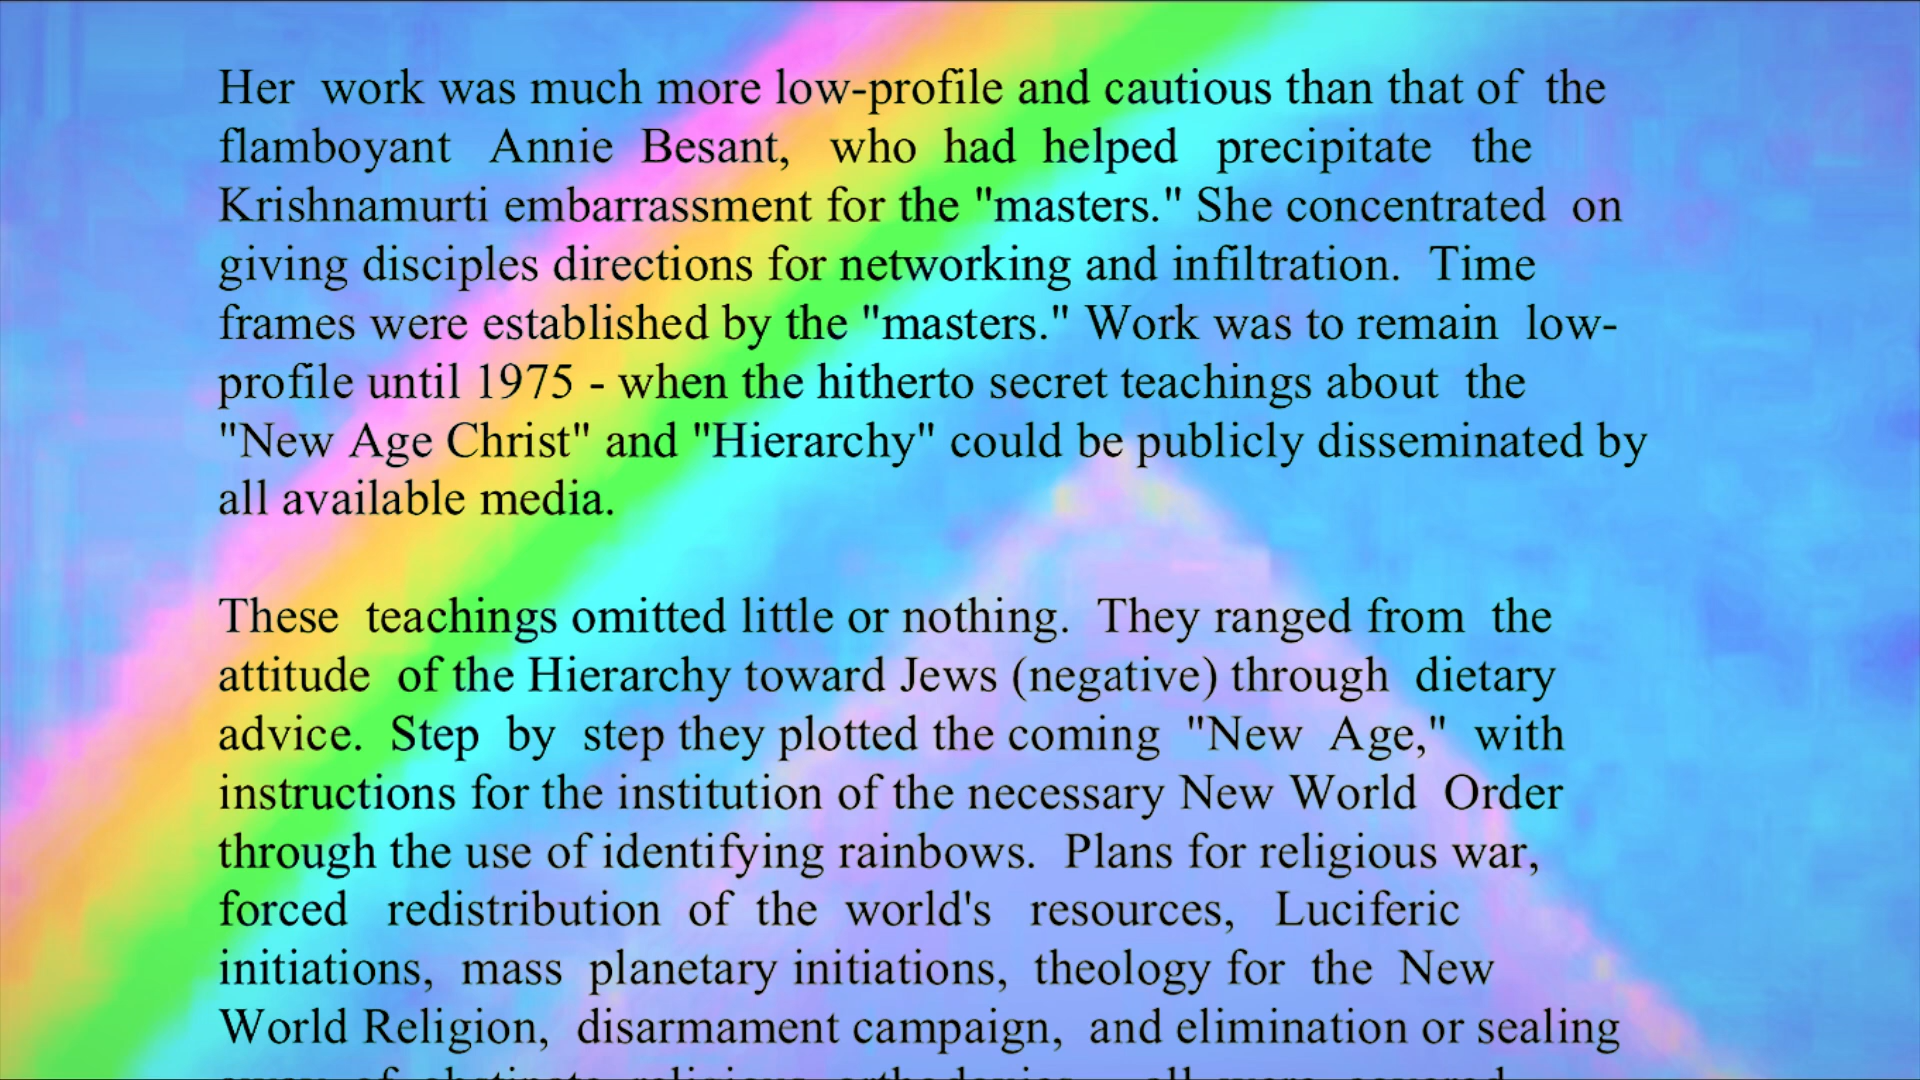 Her work was much more low-profile and cautious than that of the
flamboyant Annie Besant, who had helped precipitate the
Krishnamurti embarrassment for the "masters." She concentrated on
giving disciples directions for networking and infiltration. Time
frames were established by the "masters." Work was to remain low-
profile until 1975 - when the hitherto secret teachings about the
"New Age Christ" and "Hierarchy" could be publicly disseminated by
all available media.
These teachings omitted little or nothing. They ranged from the
attitude of the Hierarchy toward Jews (negative) through dietary
advice. Step by step they plotted the coming "New Age," with
instructions for the institution of the necessary New World Order
through the use of identifying rainbows. Plans for religious war,
forced redistribution of the world's resources, Luciferic
initiations, mass planetary initiations, theology for the New
World Religion, disarmament campaign, and elimination or sealing